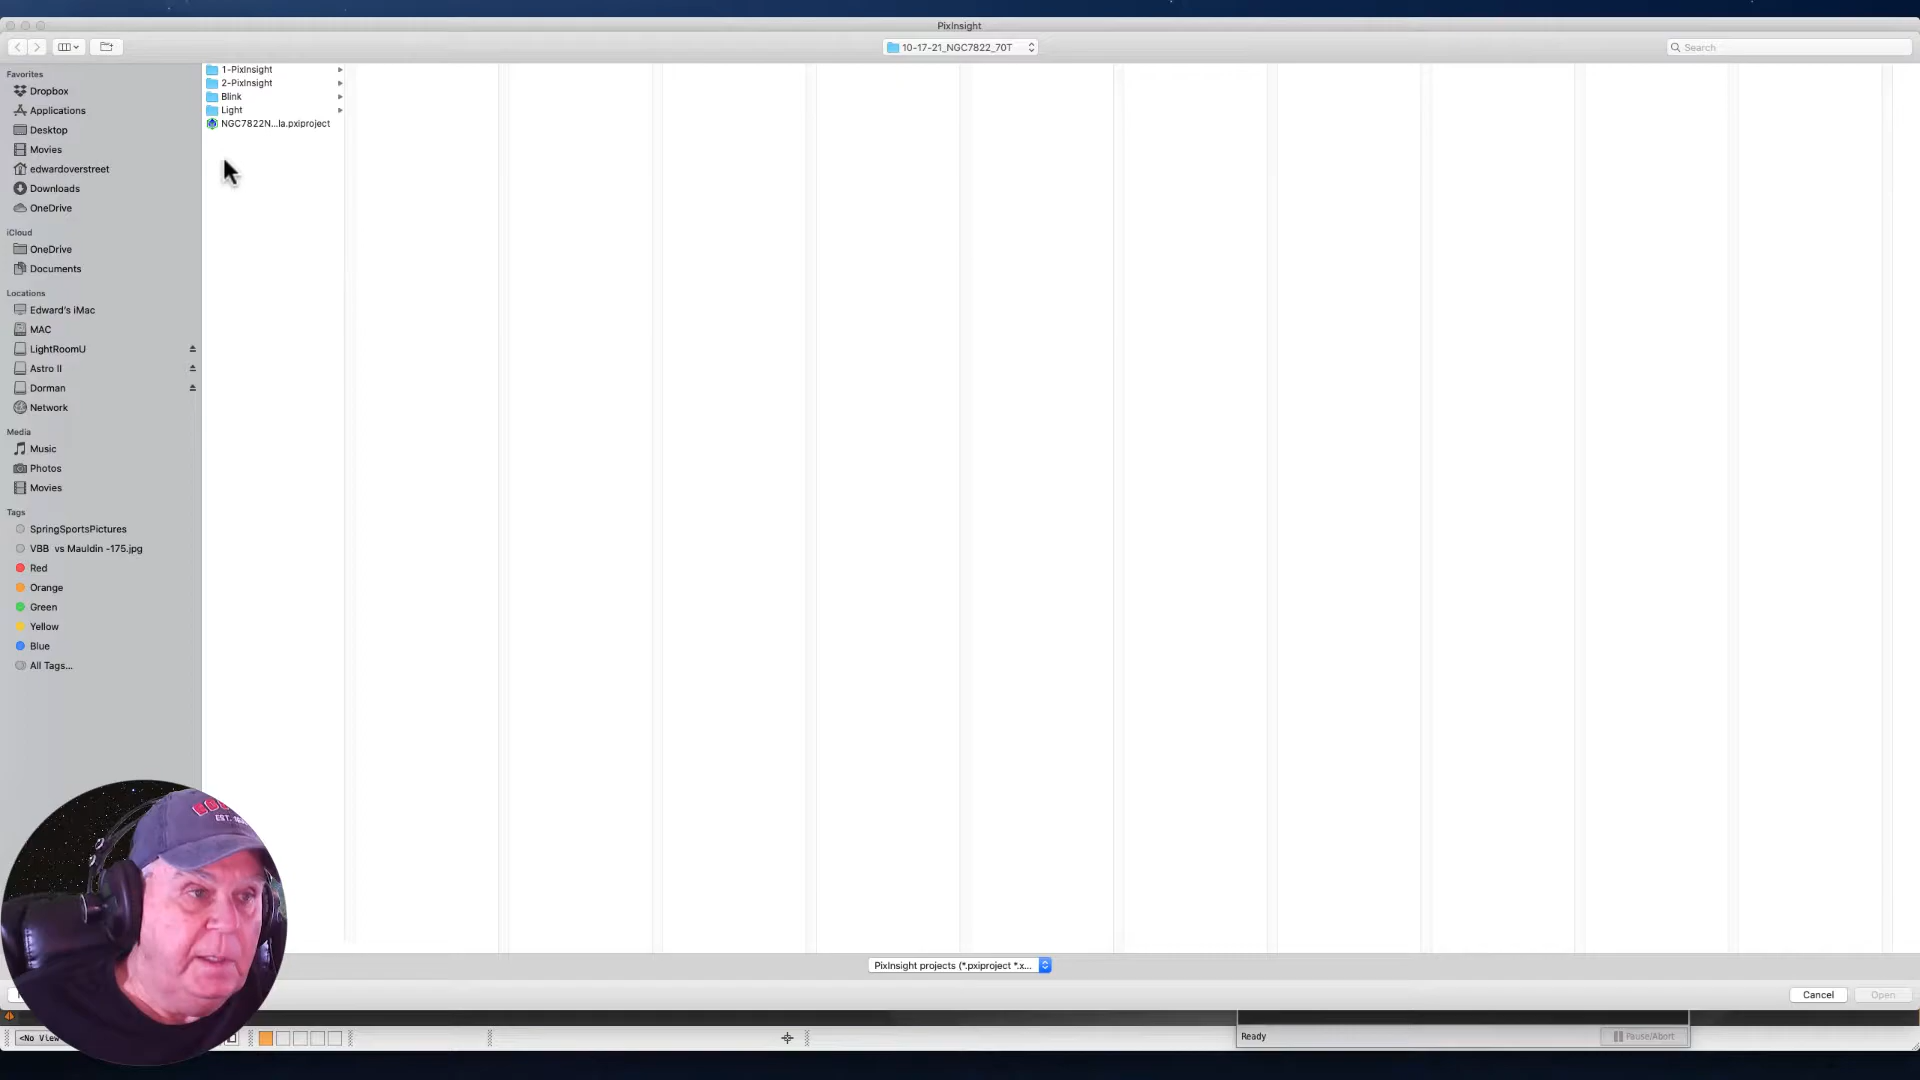 PixInsight
10-17-21_NGC7822_70T
Search
Favorites
Dropbox
Applications
Desktop
Movies
edwardoverstreet
Downloads
OneDrive
iCloud
OneDrive
Documents
Locations
Edward's iMac
MAC
LightRoomU
Astro II
Dorman
Network
Media
Music
Photos
Movies
Tags
SpringSportsPictures
VBB vs Mauldin -175.jpg
Red
Orange
Green
Yellow
Blue
All Tags...
1-PixInsight
2-PixInsight
Blink
Light
NGC7822N...la.pxiproject
EST.
PixInsight projects (*.pxiproject *.x...
Cancel
Open
<No View
Ready
Pause/Abort